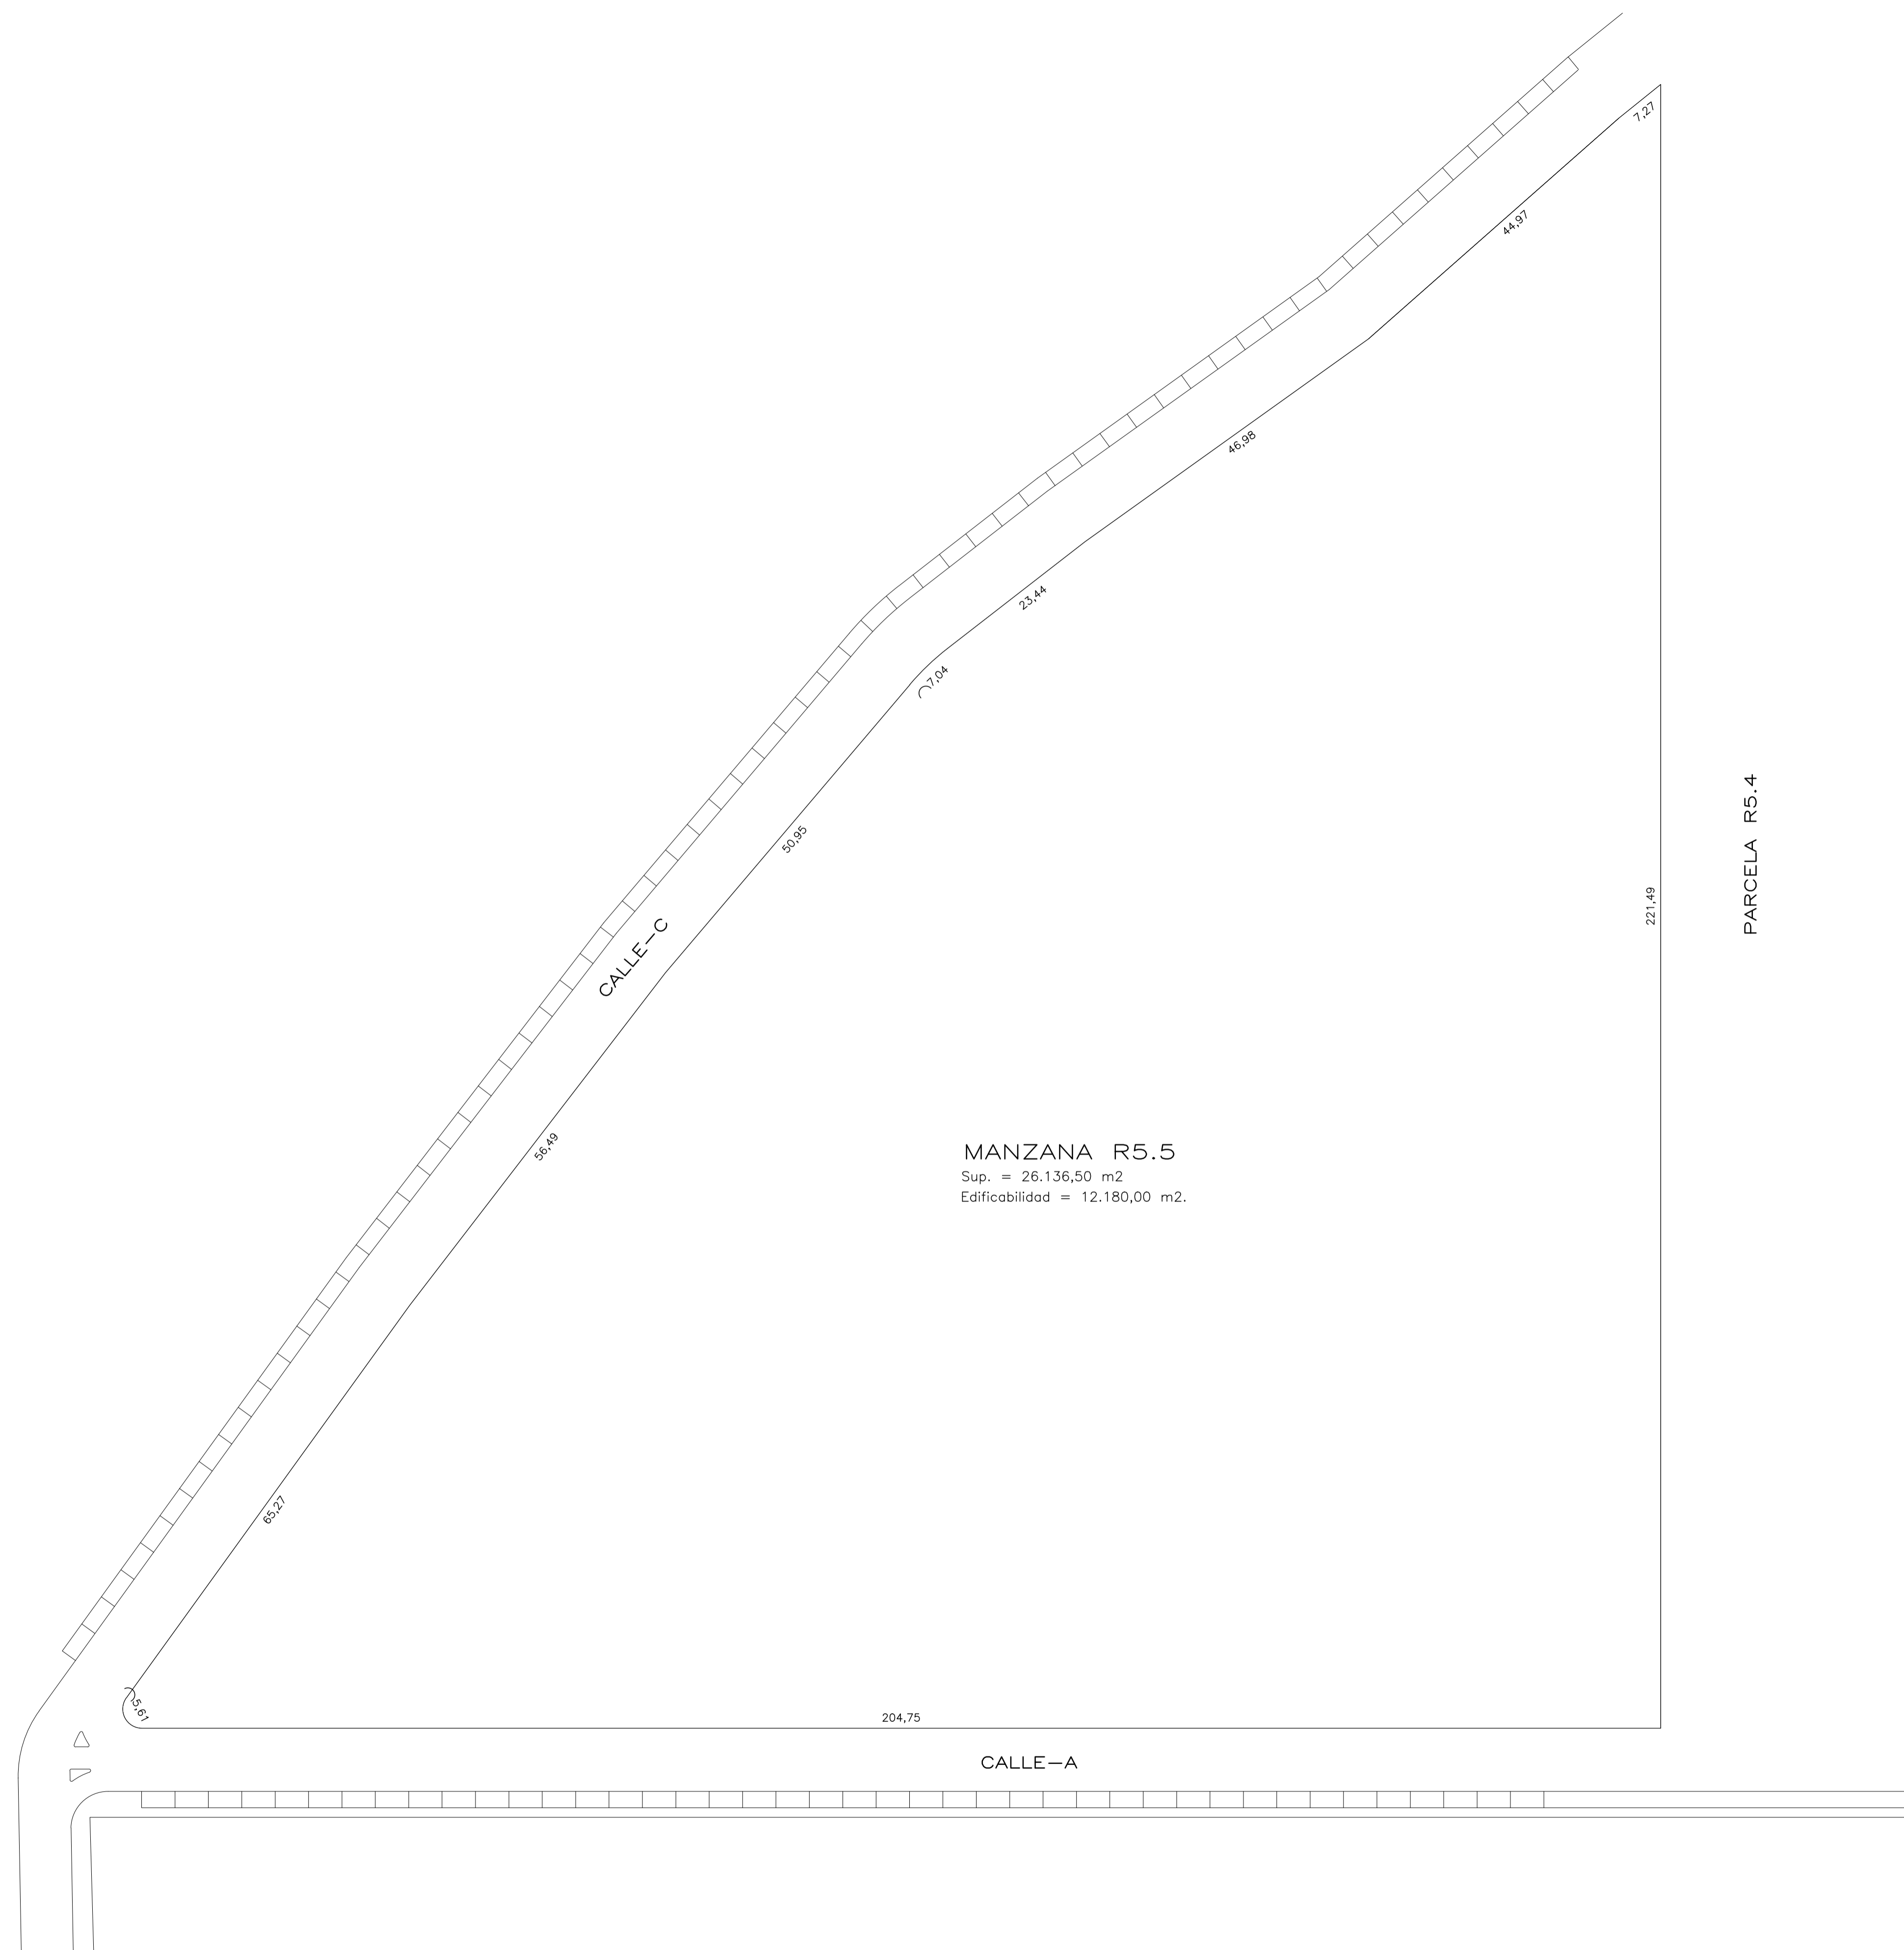 7,27
44,97
46,98
23,44
7,04
50,95
221,49
PARCELA R5.4
CALLE-C
56,49
MANZANA R5.5
Sup. = 26.136,50 m2
Edificabilidad = 12.180,00 m2.
65,27
5,61
204,75
CALLE-A